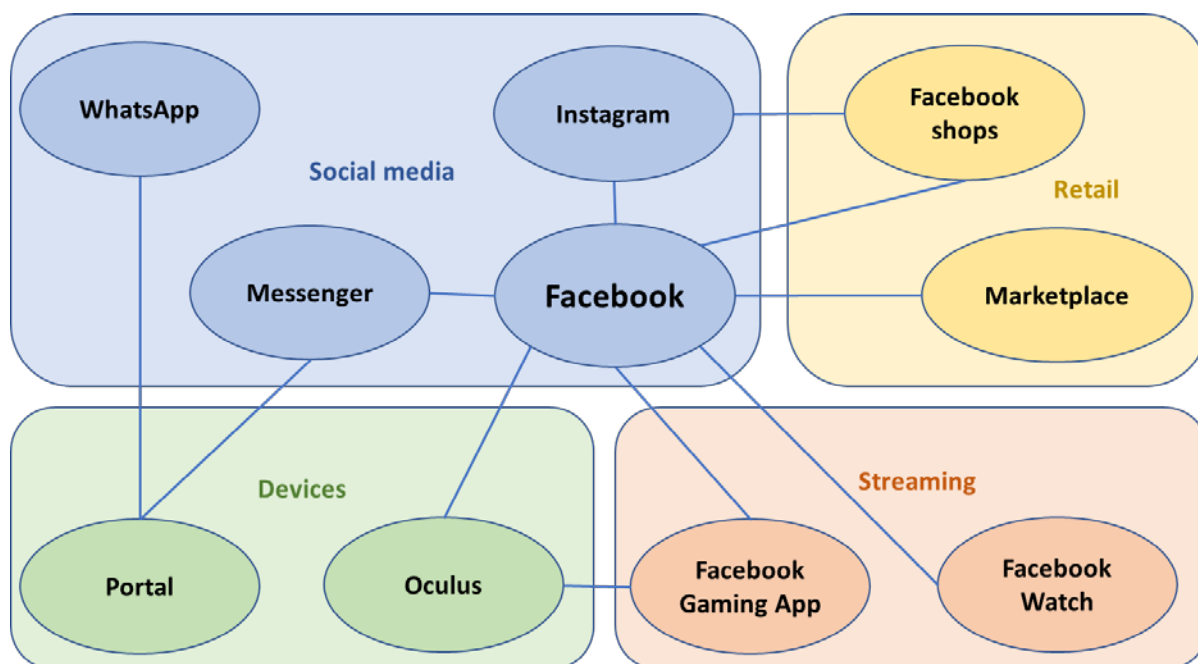 WhatsApp
Instagram
Facebook
shops
Social media
Retail
Messenger
Facebook
Marketplace
Devices
Streaming
Portal
Oculus
Facebook
Gaming App
Facebook
Watch